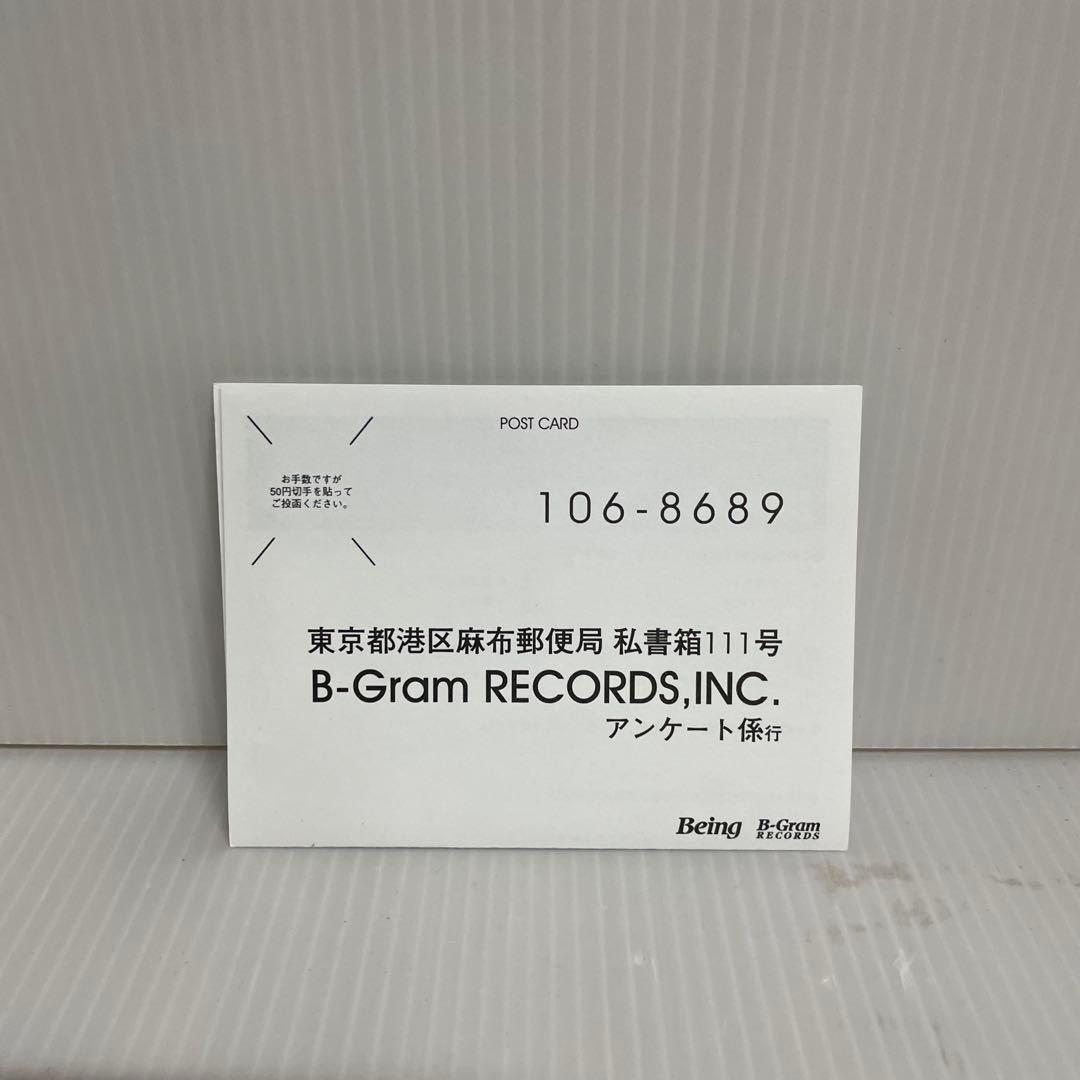 POST CARD
お手数ですが
50円切手を貼って
ご投函ください。
106-8689
東京都港区麻布郵便局 私書箱111号
B-Gram RECORDS,INC.
アンケート係行
Being B-Gram
RECORDS